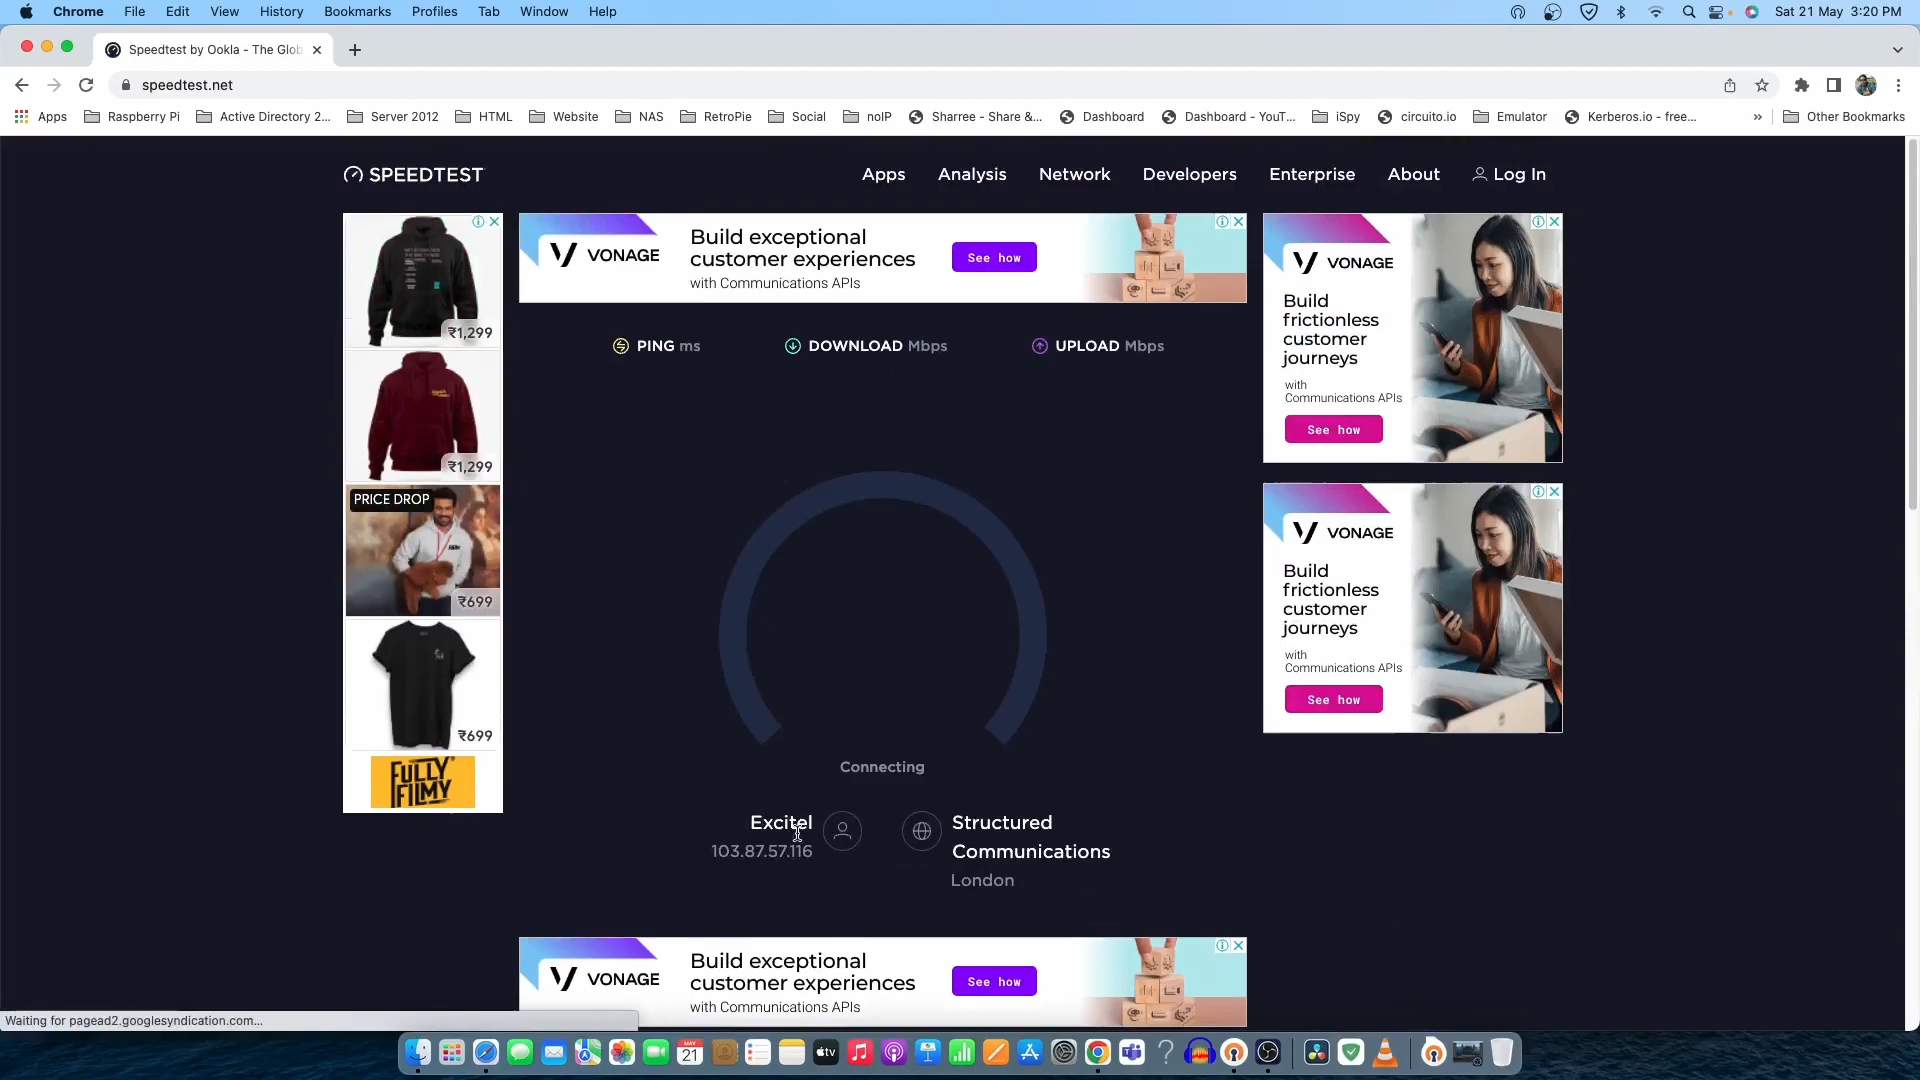 Chrome File Edit View History Bookmarks Profiles Tab Window Help Sat 21 May 3:20 PM
Speedtest by Ookla - The Glob
speedtest.net
Apps Raspberry Pi Active Directory 2... Server 2012 HTML Website NAS RetroPie Social noIP Sharree - Share &... Dashboard Dashboard - YouT... iSpy circuito.io Emulator Kerberos.io - free... » Other Bookmarks
SPEEDTEST Apps Analysis Network Developers Enterprise About Log In
₹1,299
₹1,299
PRICE DROP
₹699
₹699
FULLY
FILMY
VONAGE
Build exceptional
customer experiences
with Communications APIs
See how
PING ms DOWNLOAD Mbps UPLOAD Mbps
Connecting
Excitel
103.87.57.116
Structured
Communications
London
VONAGE
Build
frictionless
customer
journeys
with
Communications APIs
See how
VONAGE
Build
frictionless
customer
journeys
with
Communications APIs
See how
VONAGE
Build exceptional
customer experiences
with Communications APIs
See how
Waiting for pagead2.googlesyndication.com...
MAY
21
tv